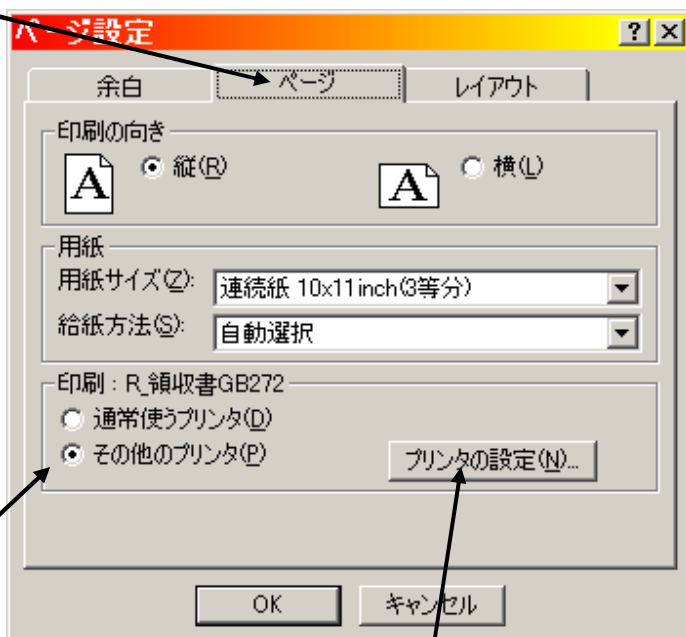 ページ設定
余白 ページ レイアウト
印刷の向き
A 縦(R) A 横(L)
用紙
用紙サイズ(Z): 連続紙 10x11inch(3等分)
給紙方法(S): 自動選択
印刷 : R_領収書GB272
通常使うプリンタ(D)
その他のプリンタ(P) プリンタの設定(N)...
OK キャンセル